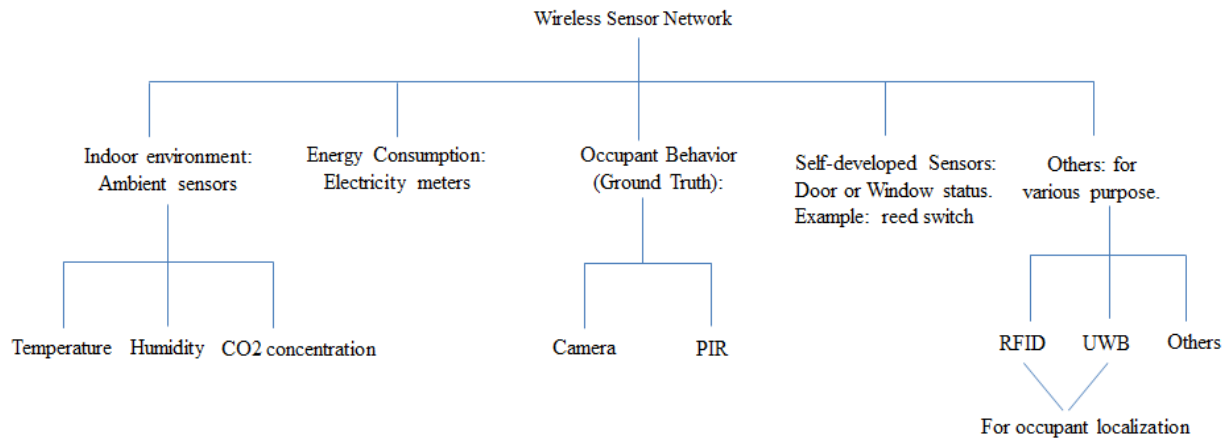 Wireless Sensor Network
Indoor environment:
Ambient sensors
Energy Consumption:
Electricity meters
Occupant Behavior
(Ground Truth):
Self-developed Sensors:
Door or Window status.
Example: reed switch
Others: for
various purpose.
Temperature
Humidity
CO2 concentration
Camera
PIR
RFID
UWB
Others
For occupant localization